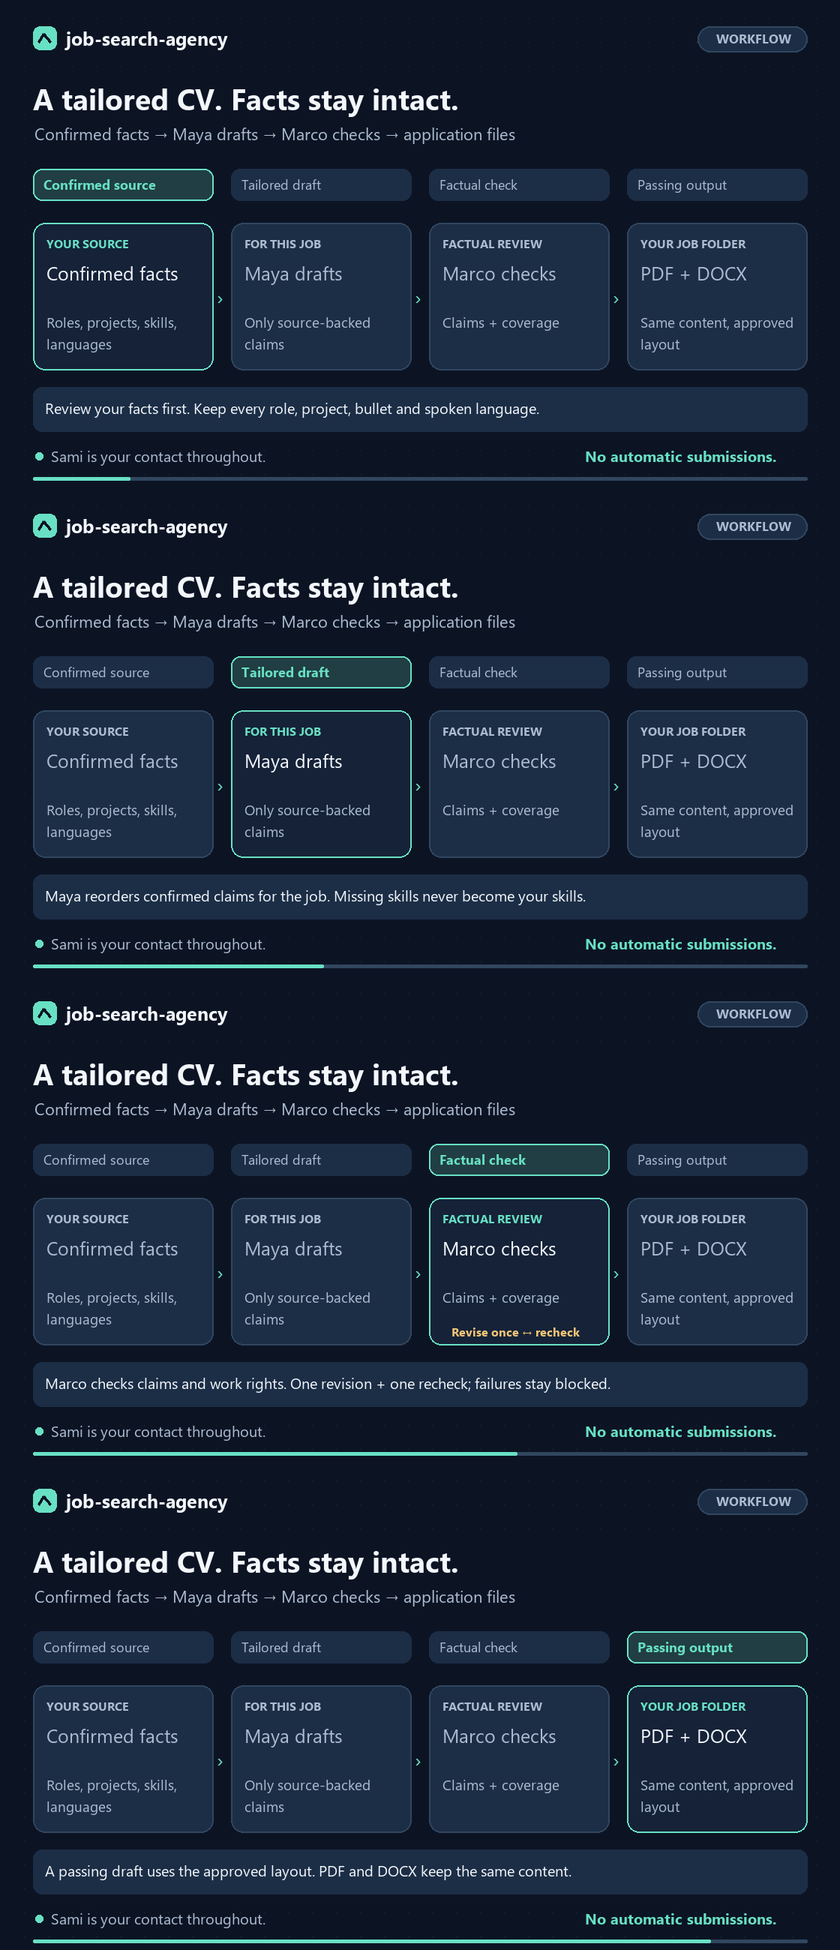 job-search-agency
WORKFLOW
A tailored CV. Facts stay intact.
Confirmed facts → Maya drafts → Marco checks → application files
Confirmed source
Tailored draft
Factual check
Passing output
YOUR SOURCE
Confirmed facts
Roles, projects, skills,
languages
›
FOR THIS JOB
Maya drafts
Only source-backed
claims
›
FACTUAL REVIEW
Marco checks
Claims + coverage
›
YOUR JOB FOLDER
PDF + DOCX
Same content, approved
layout
Review your facts first. Keep every role, project, bullet and spoken language.
Sami is your contact throughout.
No automatic submissions.
job-search-agency
WORKFLOW
A tailored CV. Facts stay intact.
Confirmed facts → Maya drafts → Marco checks → application files
Confirmed source
Tailored draft
Factual check
Passing output
YOUR SOURCE
Confirmed facts
Roles, projects, skills,
languages
›
FOR THIS JOB
Maya drafts
Only source-backed
claims
›
FACTUAL REVIEW
Marco checks
Claims + coverage
›
YOUR JOB FOLDER
PDF + DOCX
Same content, approved
layout
Maya reorders confirmed claims for the job. Missing skills never become your skills.
Sami is your contact throughout.
No automatic submissions.
job-search-agency
WORKFLOW
A tailored CV. Facts stay intact.
Confirmed facts → Maya drafts → Marco checks → application files
Confirmed source
Tailored draft
Factual check
Passing output
YOUR SOURCE
Confirmed facts
Roles, projects, skills,
languages
›
FOR THIS JOB
Maya drafts
Only source-backed
claims
›
FACTUAL REVIEW
Marco checks
Claims + coverage
Revise once ↔ recheck
›
YOUR JOB FOLDER
PDF + DOCX
Same content, approved
layout
Marco checks claims and work rights. One revision + one recheck; failures stay blocked.
Sami is your contact throughout.
No automatic submissions.
job-search-agency
WORKFLOW
A tailored CV. Facts stay intact.
Confirmed facts → Maya drafts → Marco checks → application files
Confirmed source
Tailored draft
Factual check
Passing output
YOUR SOURCE
Confirmed facts
Roles, projects, skills,
languages
›
FOR THIS JOB
Maya drafts
Only source-backed
claims
›
FACTUAL REVIEW
Marco checks
Claims + coverage
›
YOUR JOB FOLDER
PDF + DOCX
Same content, approved
layout
A passing draft uses the approved layout. PDF and DOCX keep the same content.
Sami is your contact throughout.
No automatic submissions.